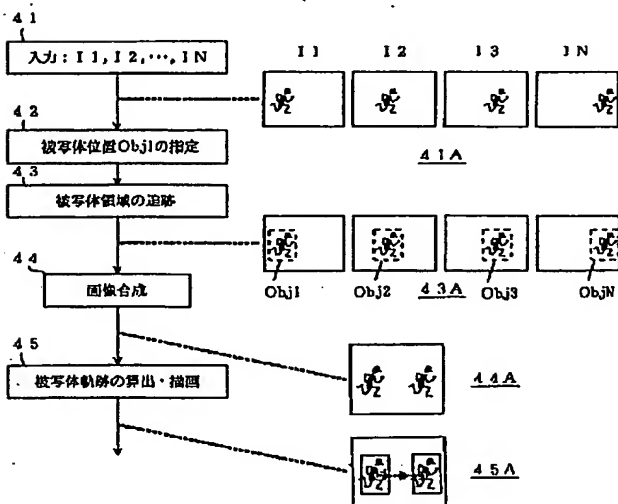 41
入力：I1, I2, …, IN
I1 I2 I3 IN
41A
42
被写体位置Obj1の指定
43
被写体領域の追跡
Obj1 Obj2 43A Obj3 ObjN
44
画像合成
44A
45
被写体軌跡の算出・描画
45A